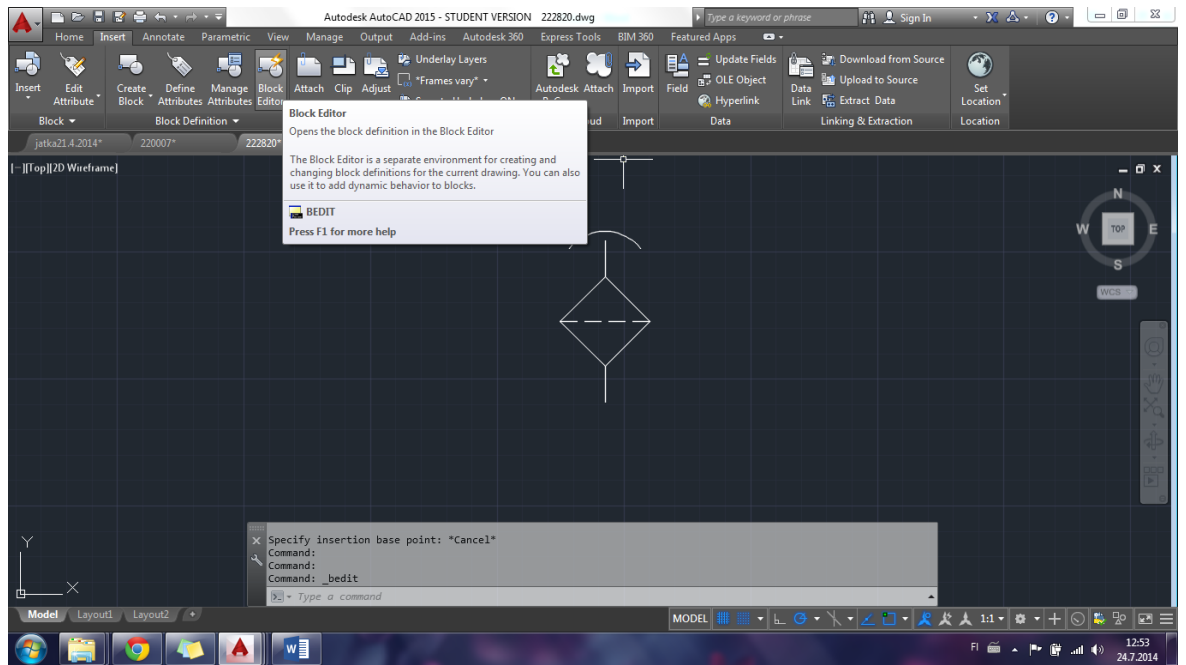 Autodesk AutoCAD 2015 - STUDENT VERSION 222820.dwg
Type a keyword or phrase
Sign In
Home Insert Annotate Parametric View Manage Output Add-ins Autodesk 360 Express Tools BIM 360 Featured Apps
Insert
Edit
Attribute
Create
Block
Define
Attributes
Manage
Attributes
Block
Editor
Attach Clip Adjust
Underlay Layers
*Frames vary*
Autodesk
Attach
Import
Field
Update Fields
OLE Object
Hyperlink
Data
Link
Download from Source
Upload to Source
Extract Data
Set
Location
Block Block Definition Import Data Linking & Extraction Location
jatka21.4.2014* 220007* 222820*
[−][Top][2D Wireframe]
Block Editor
Opens the block definition in the Block Editor
The Block Editor is a separate environment for creating and
changing block definitions for the current drawing. You can also
use it to add dynamic behavior to blocks.
BEDIT
Press F1 for more help
N
W TOP E
S
WCS
Y
X
Specify insertion base point: *Cancel*
Command:
Command:
Command: _bedit
Type a command
Model Layout1 Layout2 +
MODEL 1:1
FI 12:53
24.7.2014